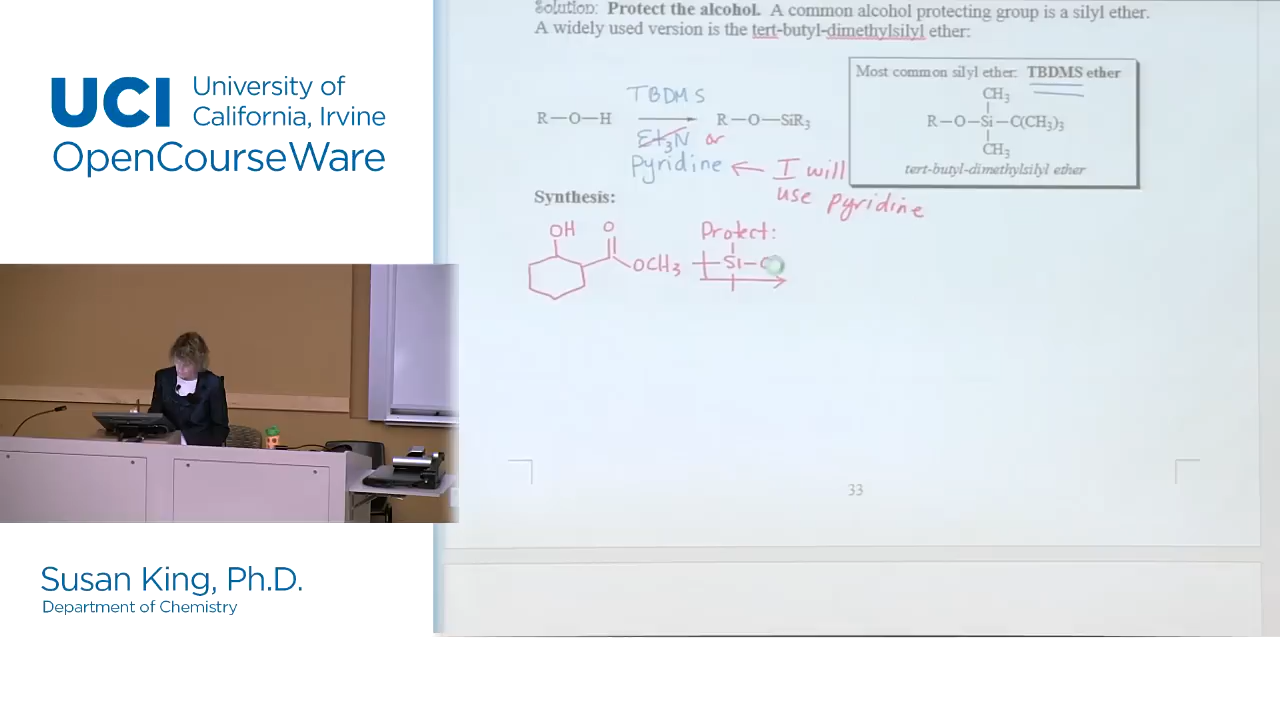 UCI University of California, Irvine
OpenCourseWare
Susan King, Ph.D.
Department of Chemistry
Solution: Protect the alcohol. A common alcohol protecting group is a silyl ether.
A widely used version is the tert-butyl-dimethylsilyl ether:
Most common silyl ether: TBDMS ether
CH3
R—O—Si—C(CH3)3
CH3
tert-butyl-dimethylsilyl ether
TBDMS
R—O—H
R—O—SiR3
Et3N or
Pyridine ← I will
use pyridine
Synthesis:
OH O
OCH3
Protect:
Si—C
33